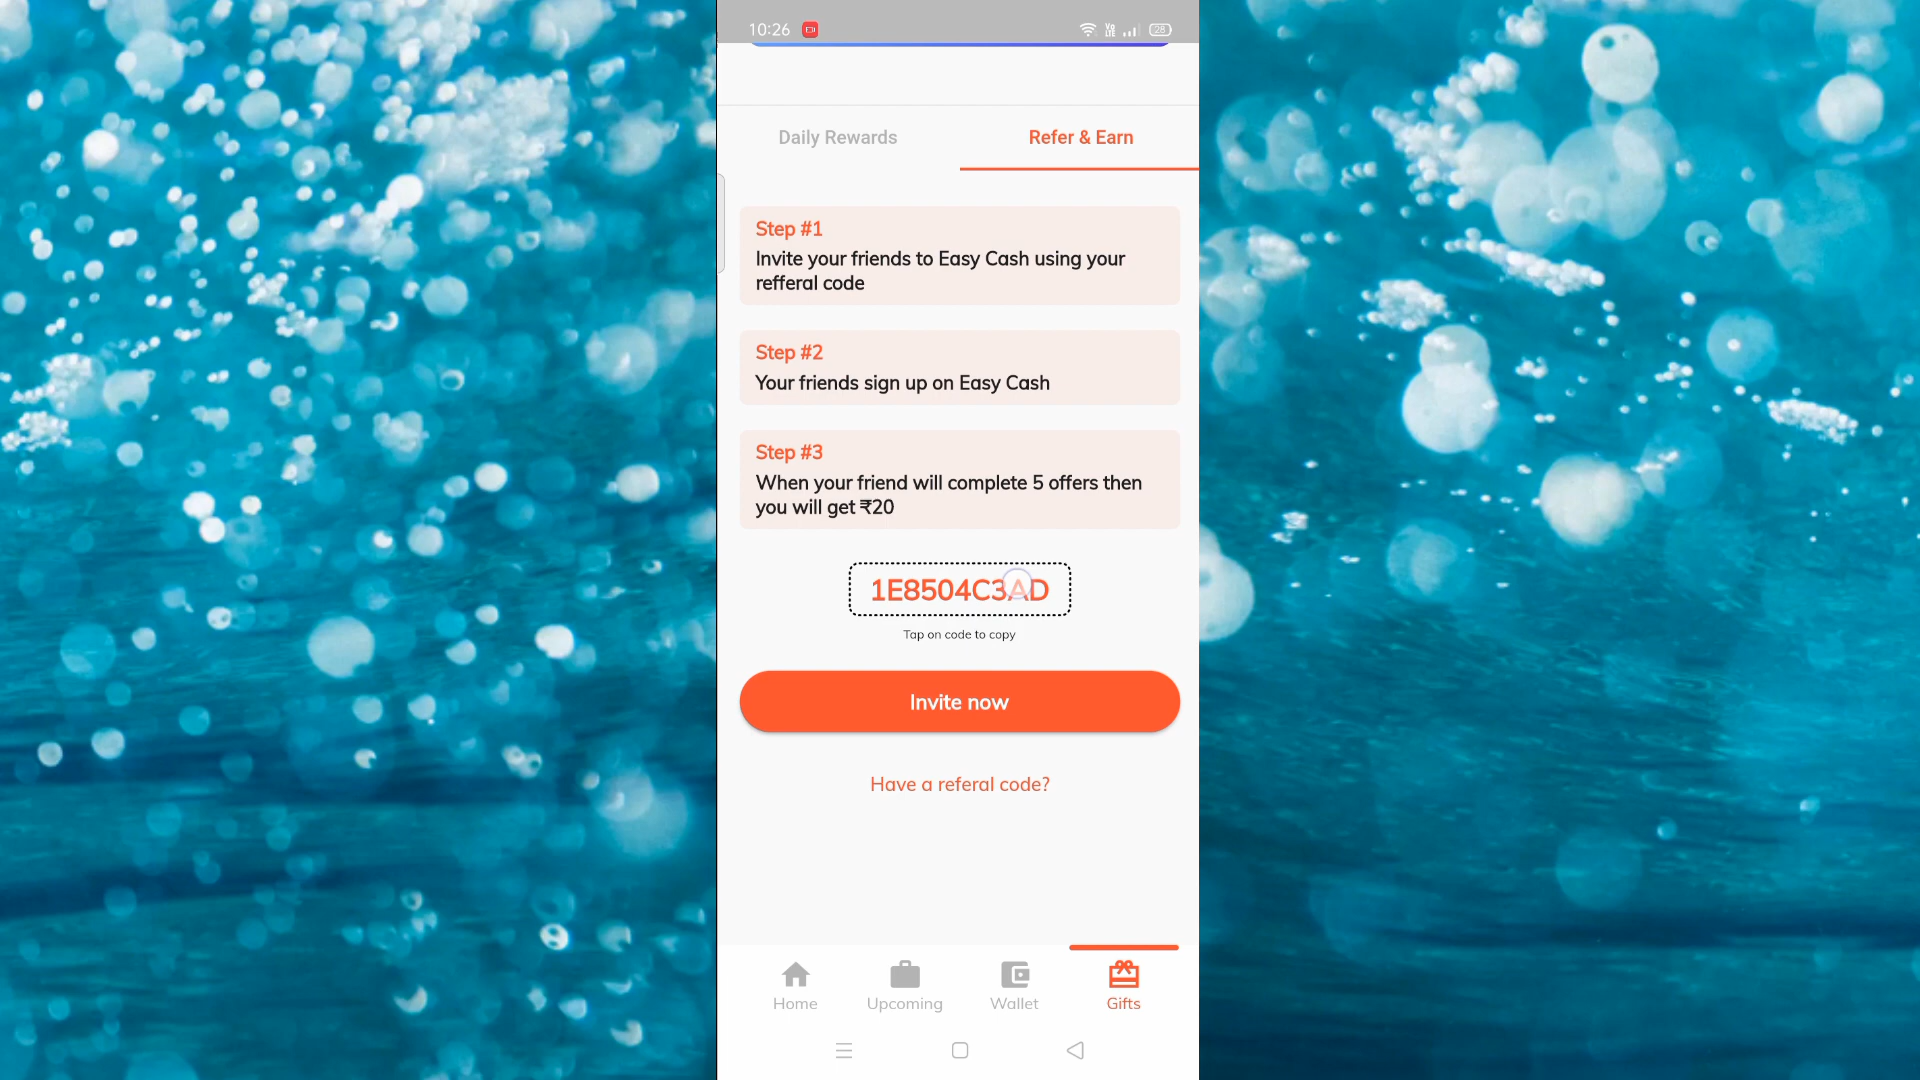 10:26
28
Daily Rewards
Refer & Earn
Step #1
Invite your friends to Easy Cash using your
refferal code
Step #2
Your friends sign up on Easy Cash
Step #3
When your friend will complete 5 offers then
you will get ₹20
1E8504C3AD
Tap on code to copy
Invite now
Have a referal code?
Home
Upcoming
Wallet
Gifts